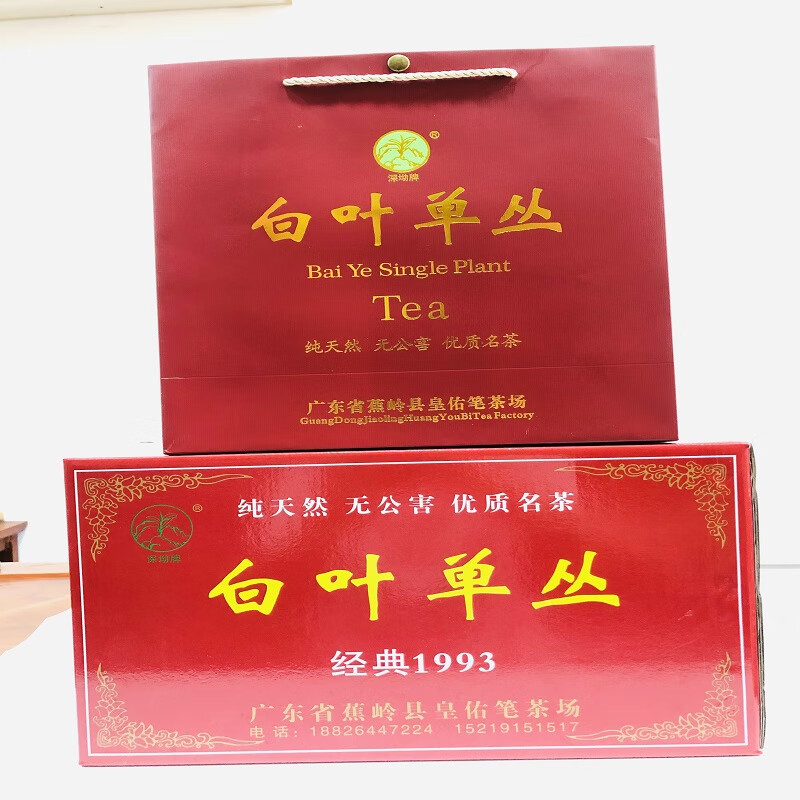 ®
深坳牌
白叶单丛
Bai Ye Single Plant
Tea
纯天然 无公害 优质名茶
广东省蕉岭县皇佑笔茶场
GuangDongJiaolingHuangYouBiTea Factory
纯天然 无公害 优质名茶
®
深坳牌
白叶单丛
经典1993
广东省蕉岭县皇佑笔茶场
电话：18826447224 15219151517